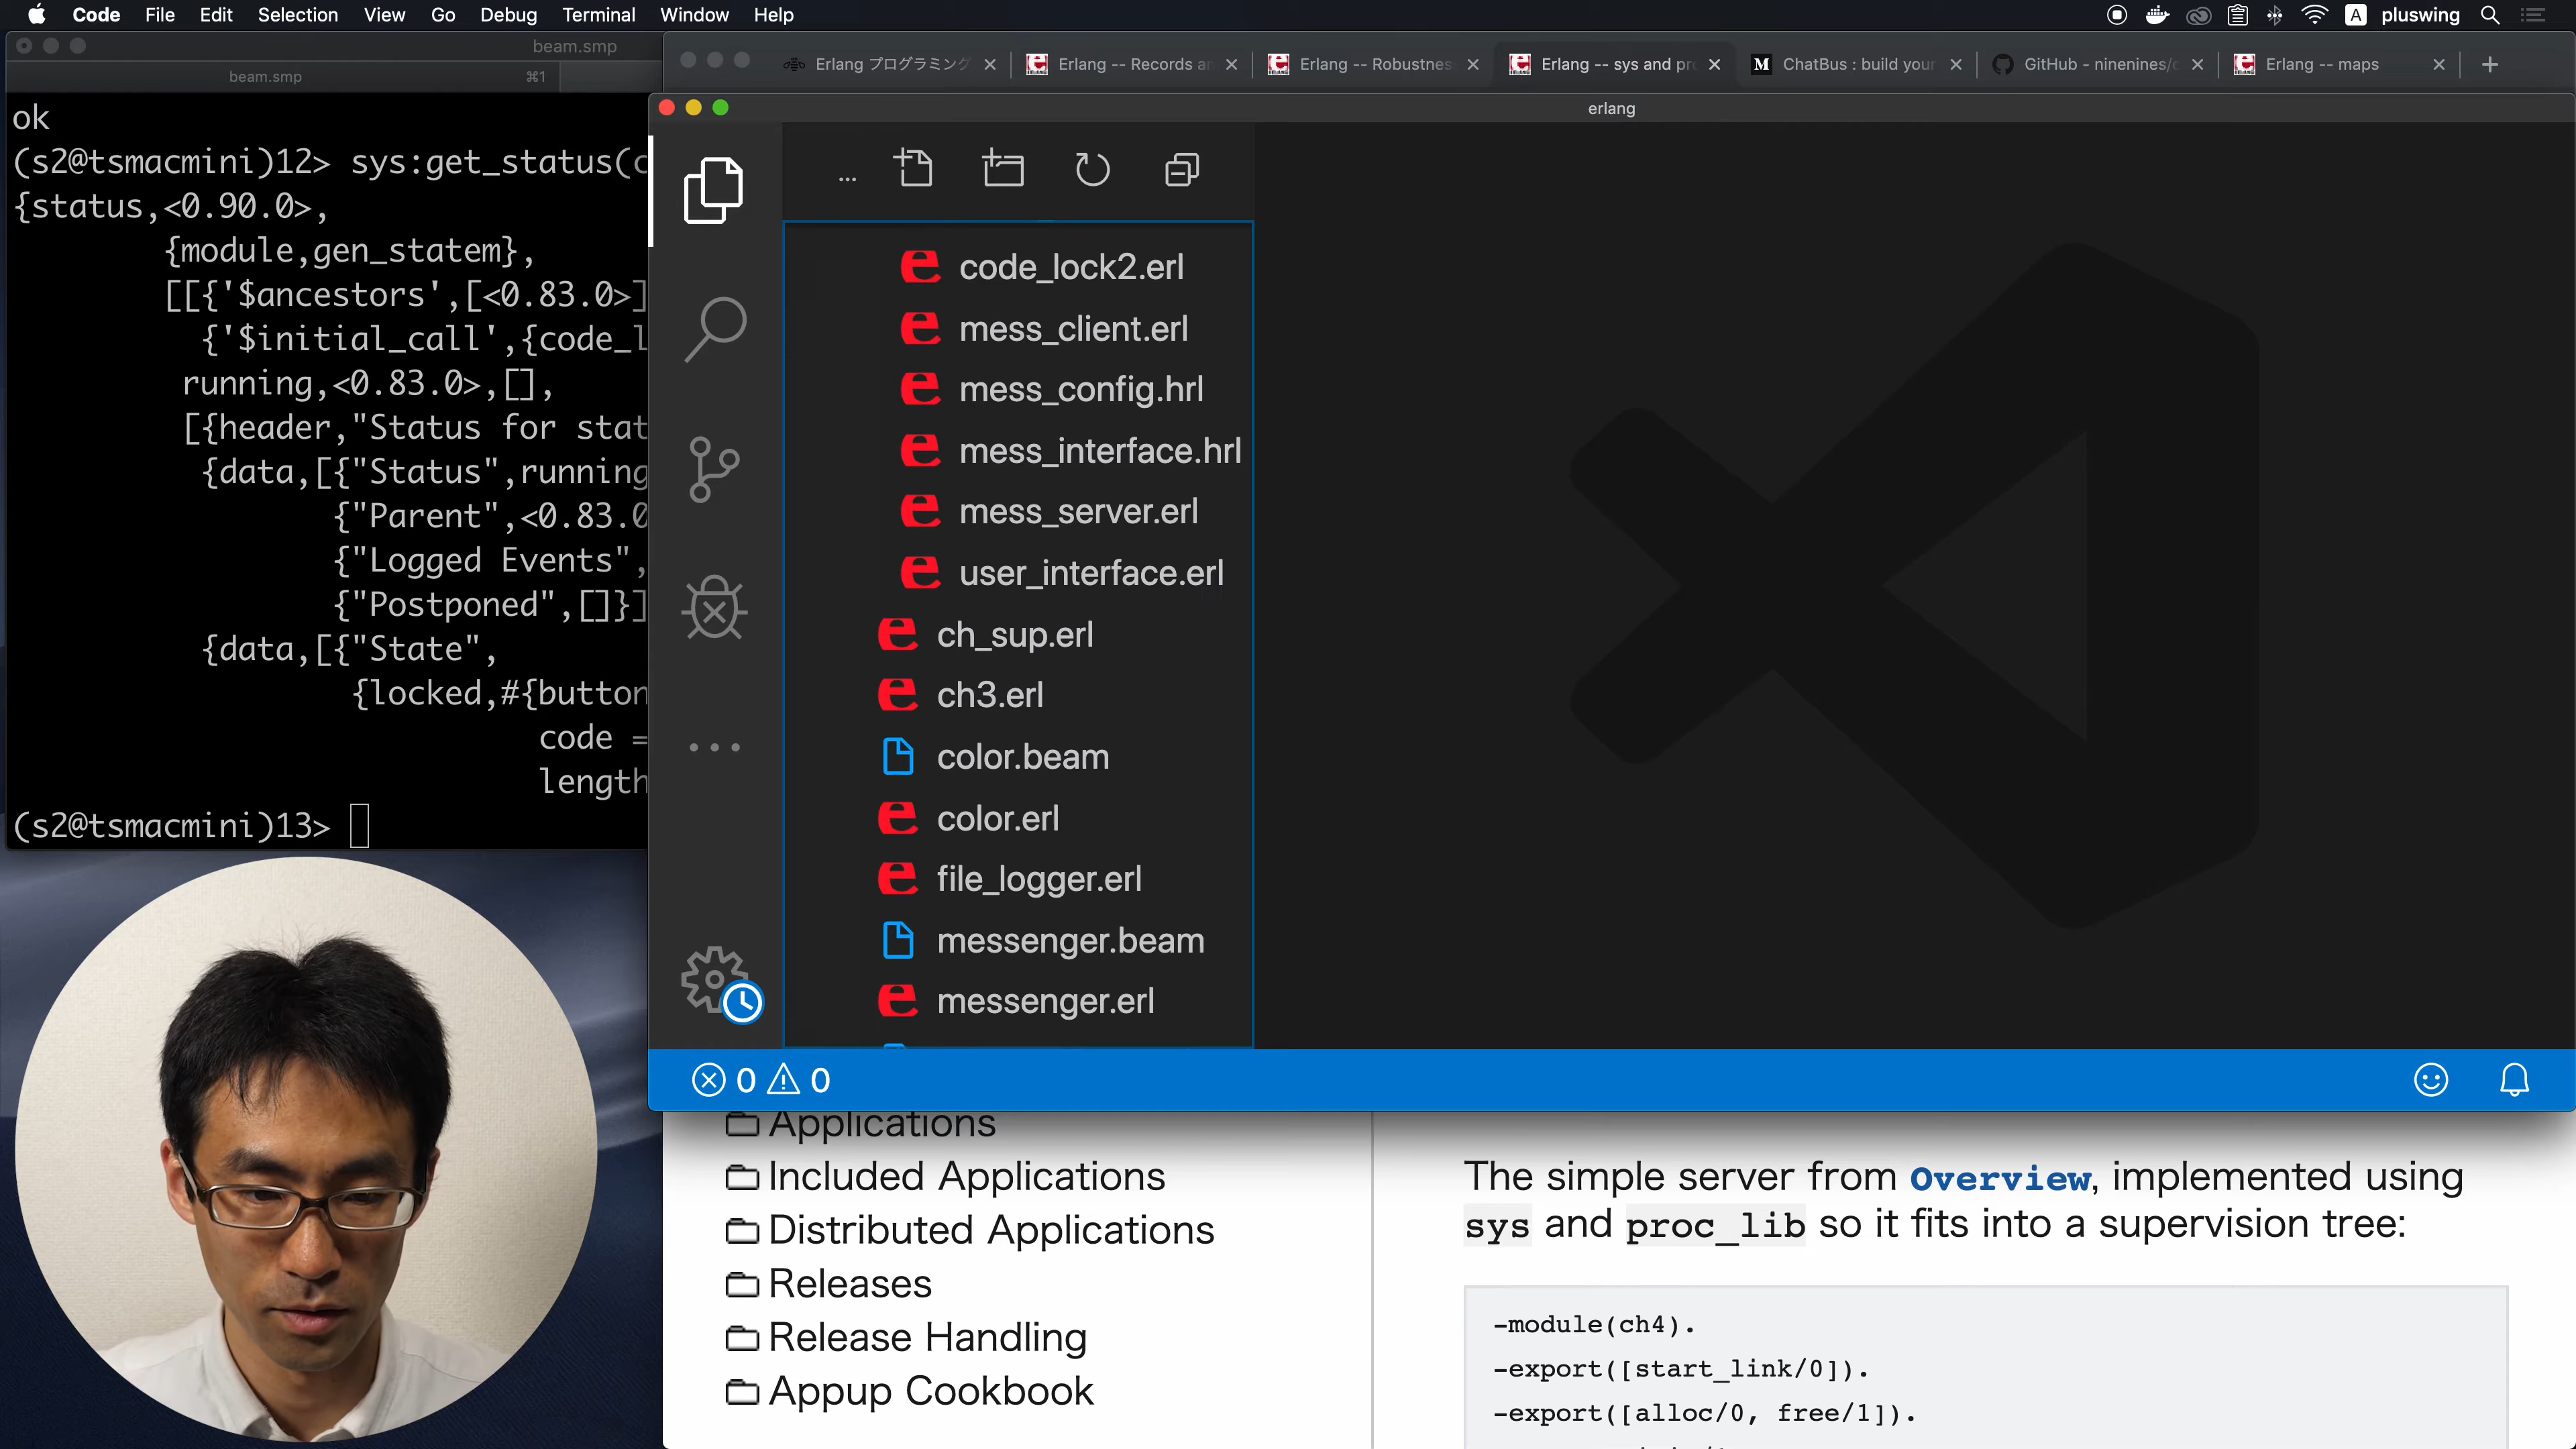 Code File Edit Selection View Go Debug Terminal Window Help
A pluswing
beam.smp
beam.smp ⌘1
Erlang プログラミング
Erlang -- Records an
Erlang -- Robustnes
Erlang -- sys and pr
M ChatBus : build your
GitHub - ninenines/c
Erlang -- maps
ok
(s2@tsmacmini)12> sys:get_status(c
{status,<0.90.0>,
{module,gen_statem},
[[{'$ancestors',[<0.83.0>]
{'$initial_call',{code_l
running,<0.83.0>,[],
[{header,"Status for stat
{data,[{"Status",running
{"Parent",<0.83.0
{"Logged Events",
{"Postponed",[]}]
{data,[{"State",
{locked,#{button
code =
length
(s2@tsmacmini)13>
erlang
...
code_lock2.erl
mess_client.erl
mess_config.hrl
mess_interface.hrl
mess_server.erl
user_interface.erl
ch_sup.erl
ch3.erl
color.beam
color.erl
file_logger.erl
messenger.beam
messenger.erl
0 0
Applications
Included Applications
Distributed Applications
Releases
Release Handling
Appup Cookbook
The simple server from Overview, implemented using
sys and proc_lib so it fits into a supervision tree:
-module(ch4).
-export([start_link/0]).
-export([alloc/0, free/1]).